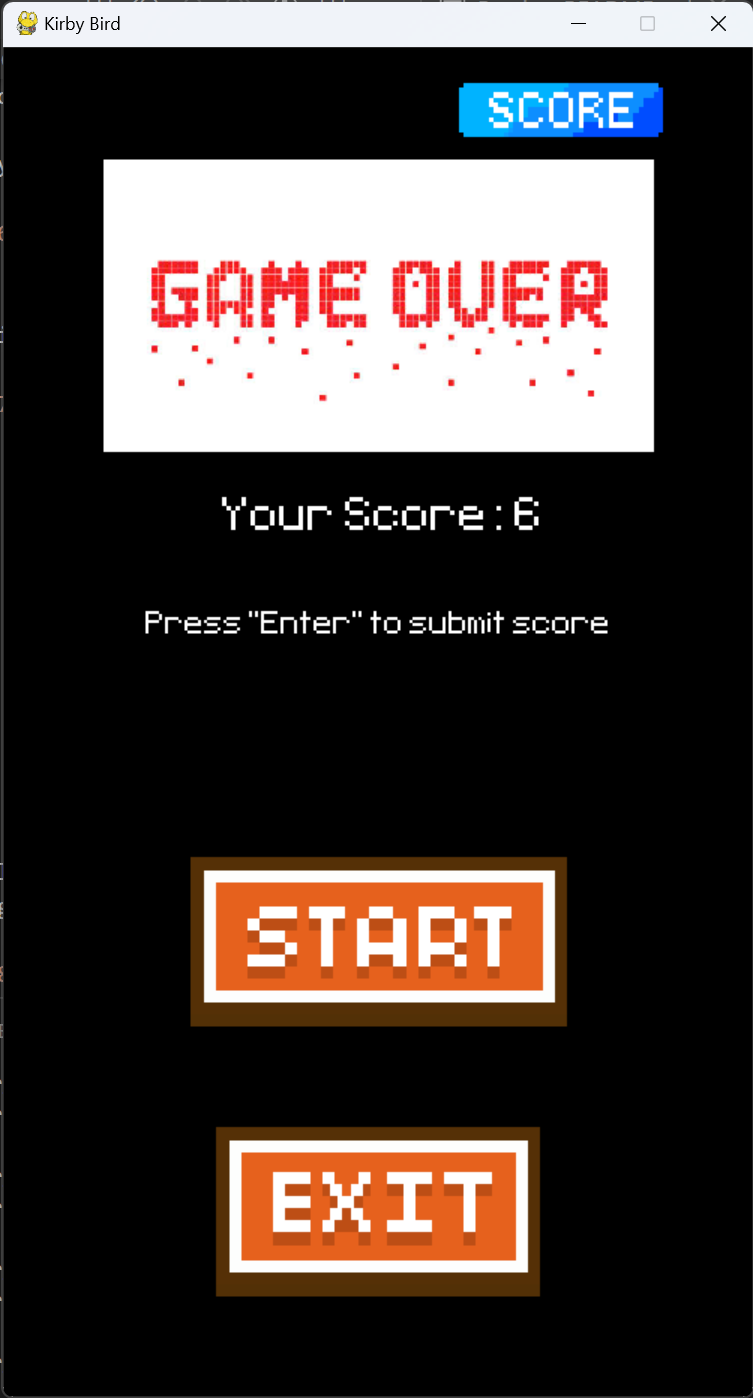 Kirby Bird
SCORE
GAME OVER
Your Score:6
Press "Enter" to submit score
START
EXIT